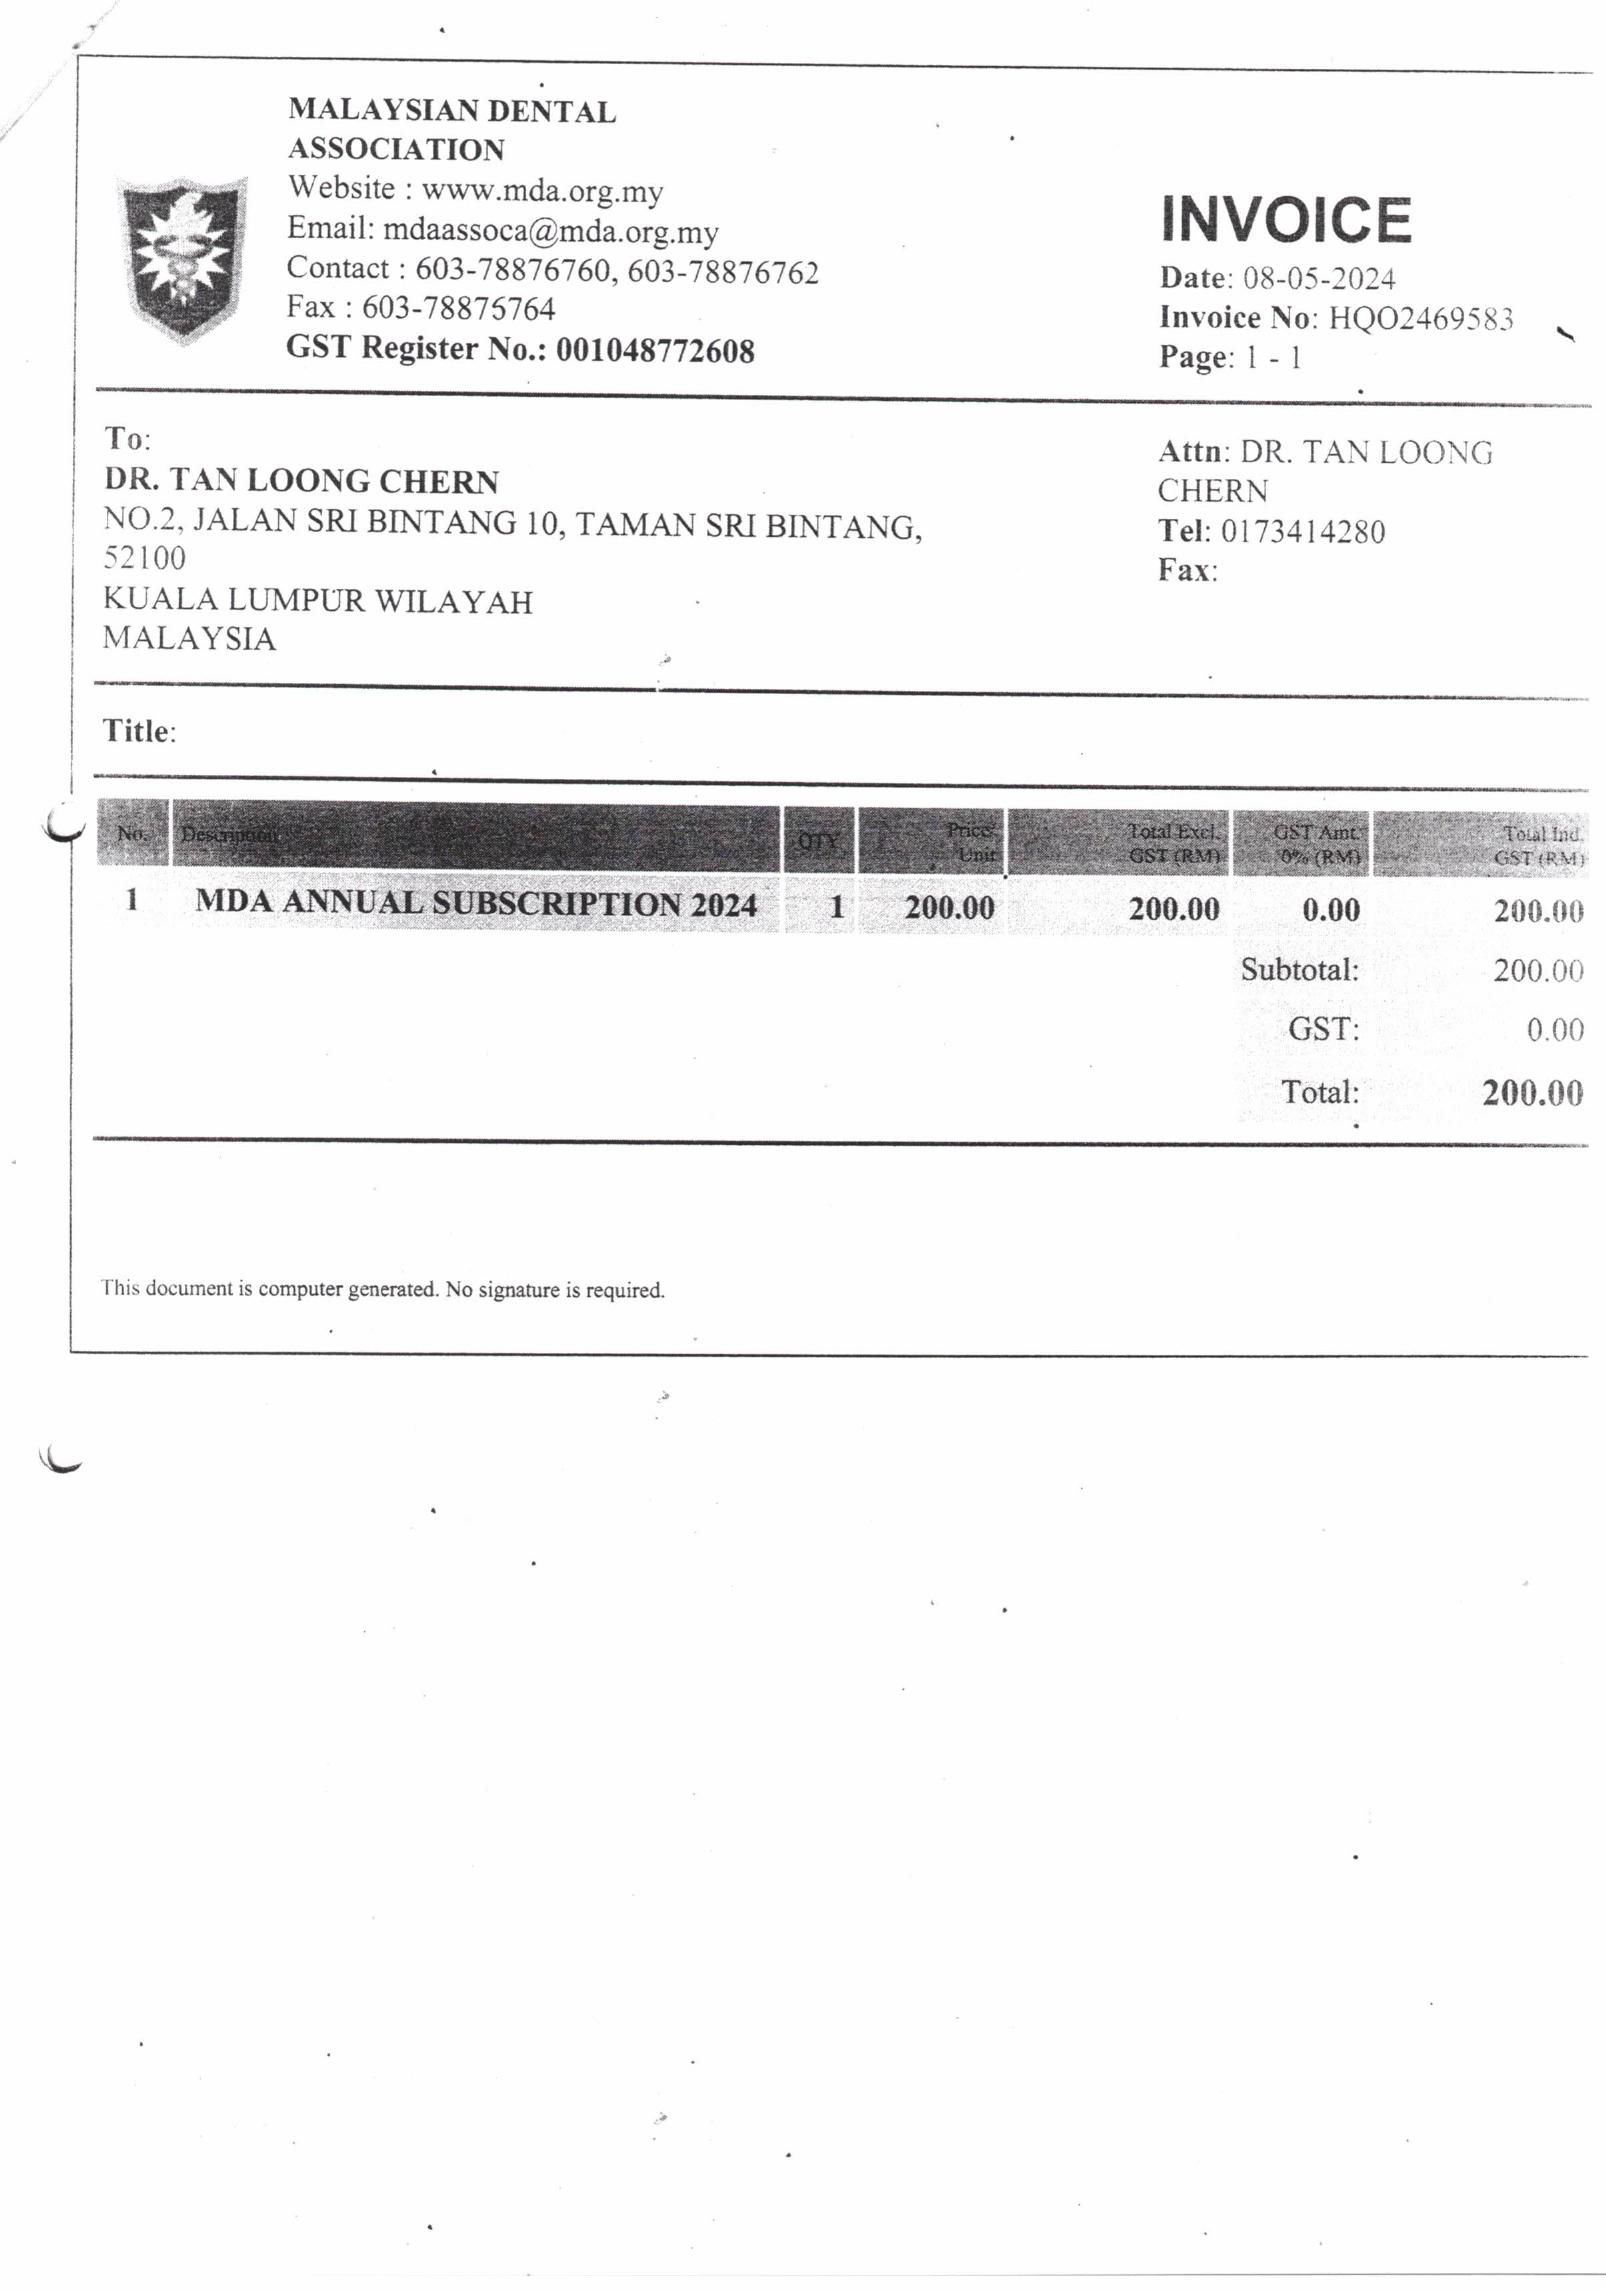 MALAYSIAN DENTAL
ASSOCIATION
Website : www.mda.org.my
Email: mdaassoca@mda.org.my
Contact : 603-78876760, 603-78876762
Fax : 603-78875764
GST Register No.: 001048772608
INVOICE
Date: 08-05-2024
Invoice No: HQO2469583
Page: 1 - 1
To:
DR. TAN LOONG CHERN
NO.2, JALAN SRI BINTANG 10, TAMAN SRI BINTANG,
52100
KUALA LUMPUR WILAYAH
MALAYSIA
Attn: DR. TAN LOONG
CHERN
Tel: 0173414280
Fax:
Title:
No. Description QTY Price/ Total Excl. GST Amt. Total Ind.
Unit GST (RM) 0% (RM) GST (RM)
1 MDA ANNUAL SUBSCRIPTION 2024 1 200.00 200.00 0.00 200.00
Subtotal: 200.00
GST: 0.00
Total: 200.00
This document is computer generated. No signature is required.